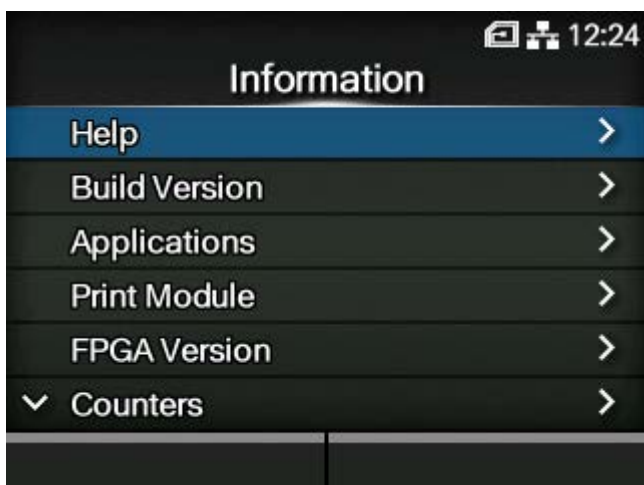 12:24
Information
Help
Build Version
Applications
Print Module
FPGA Version
Counters